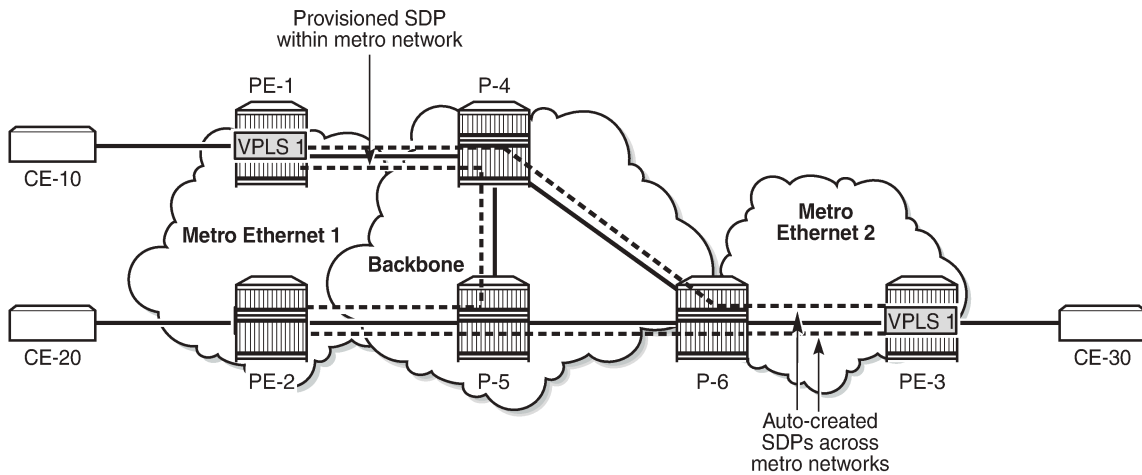 Provisioned SDP
within metro network
PE-1
P-4
VPLS 1
CE-10
Metro Ethernet 1
Backbone
Metro
Ethernet 2
VPLS 1
CE-20
PE-2
P-5
P-6
PE-3
CE-30
Auto-created
SDPs across
metro networks